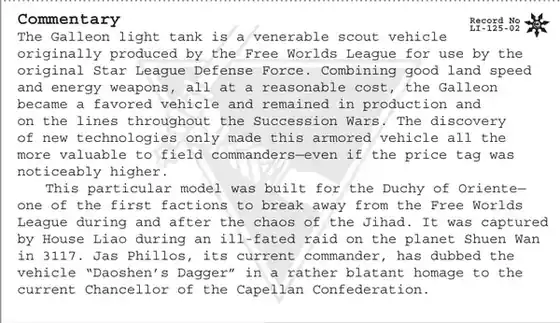 Commentary
Record No
LI-125-02
The Galleon light tank is a venerable scout vehicle
originally produced by the Free Worlds League for use by the
original Star League Defense Force. Combining good land speed
and energy weapons, all at a reasonable cost, the Galleon
became a favored vehicle and remained in production and
on the lines throughout the Succession Wars. The discovery
of new technologies only made this armored vehicle all the
more valuable to field commanders—even if the price tag was
noticeably higher.
This particular model was built for the Duchy of Oriente—
one of the first factions to break away from the Free Worlds
League during and after the chaos of the Jihad. It was captured
by House Liao during an ill-fated raid on the planet Shuen Wan
in 3117. Jas Phillos, its current commander, has dubbed the
vehicle “Daoshen’s Dagger” in a rather blatant homage to the
current Chancellor of the Capellan Confederation.